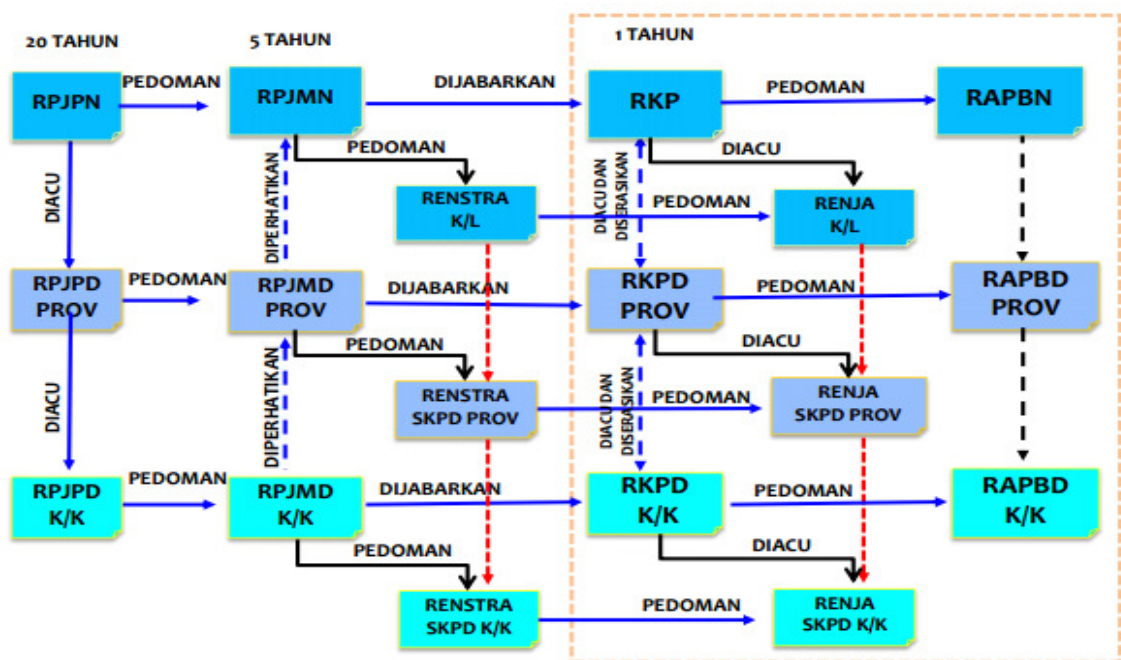 20 TAHUN
5 TAHUN
1 TAHUN
RPJPN
PEDOMAN
RPJMN
DIJABARKAN
RKP
PEDOMAN
RAPBN
DIACU
DIPERHATIKAN
PEDOMAN
RENSTRA
K/L
PEDOMAN
DIACU DAN
DISERASIKAN
DIACU
RENJA
K/L
RPJPD
PROV
PEDOMAN
RPJMD
PROV
DIJABARKAN
RKPD
PROV
PEDOMAN
RAPBD
PROV
DIACU
DIPERHATIKAN
PEDOMAN
RENSTRA
SKPD PROV
PEDOMAN
DIACU DAN
DISERASIKAN
DIACU
RENJA
SKPD PROV
RPJPD
K/K
PEDOMAN
RPJMD
K/K
DIJABARKAN
RKPD
K/K
PEDOMAN
RAPBD
K/K
PEDOMAN
RENSTRA
SKPD K/K
PEDOMAN
DIACU
RENJA
SKPD K/K